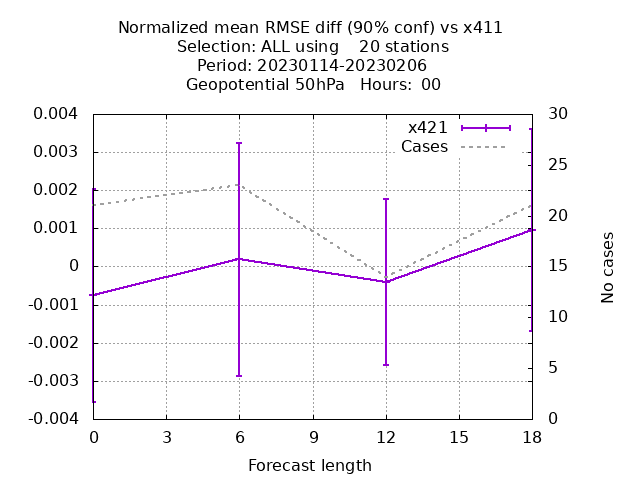 Normalized mean RMSE diff (90% conf) vs x411
Selection: ALL using    20 stations
Period: 20230114-20230206
Geopotential 50hPa   Hours:  00
x421
Cases
0.004
0.003
0.002
0.001
0
-0.001
-0.002
-0.003
-0.004
30
25
20
15
10
5
0
No cases
0 3 6 9 12 15 18
Forecast length